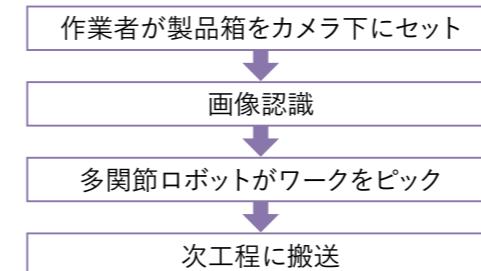 作業者が製品箱をカメラ下にセット
画像認識
多関節ロボットがワークをピック
次工程に搬送